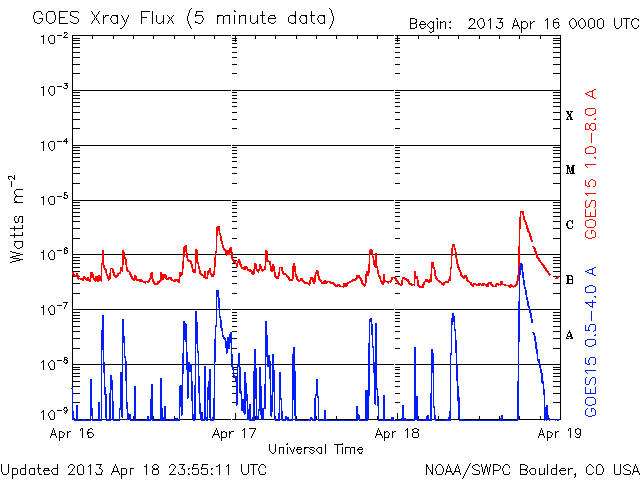 GOES Xray Flux (5 minute data)
Begin: 2013 Apr 16 0000 UTC
10⁻²
10⁻³
10⁻⁴
10⁻⁵
10⁻⁶
10⁻⁷
10⁻⁸
10⁻⁹
Watts m⁻²
X
M
C
B
A
GOES15 1.0-8.0 A
GOES15 0.5-4.0 A
Apr 16
Apr 17
Apr 18
Apr 19
Universal Time
Updated 2013 Apr 18 23:55:11 UTC
NOAA/SWPC Boulder, CO USA